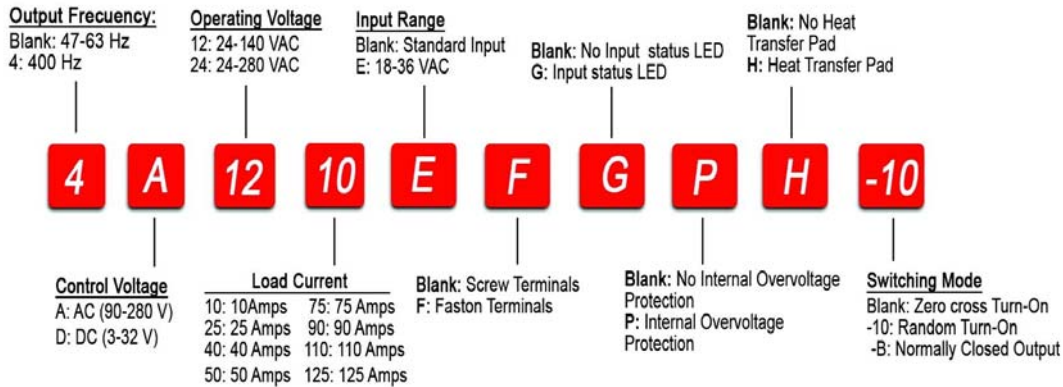 Output Frecuency:
Blank: 47-63 Hz
4: 400 Hz
Operating Voltage
12: 24-140 VAC
24: 24-280 VAC
Input Range
Blank: Standard Input
E: 18-36 VAC
Blank: No Input status LED
G: Input status LED
Blank: No Heat
Transfer Pad
H: Heat Transfer Pad
4 A 12 10 E F G P H -10
Control Voltage
A: AC (90-280 V)
D: DC (3-32 V)
Load Current
10: 10Amps 75: 75 Amps
25: 25 Amps 90: 90 Amps
40: 40 Amps 110: 110 Amps
50: 50 Amps 125: 125 Amps
Blank: Screw Terminals
F: Faston Terminals
Blank: No Internal Overvoltage
Protection
P: Internal Overvoltage
Protection
Switching Mode
Blank: Zero cross Turn-On
-10: Random Turn-On
-B: Normally Closed Output